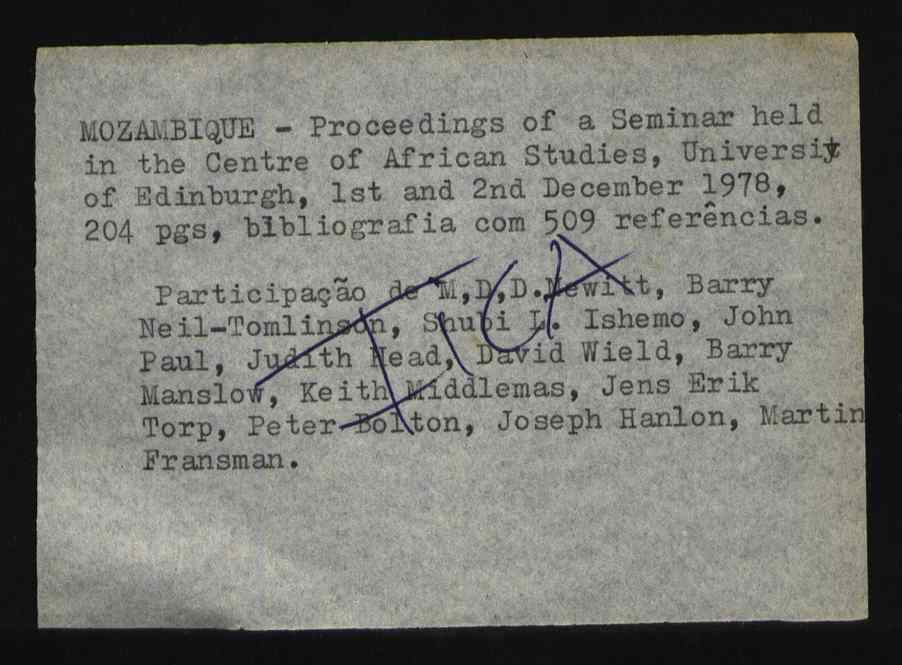 MOZAMBIQUE - Proceedings of a Seminar held
in the Centre of African Studies, Universiy
of Edinburgh, 1st and 2nd December 1978,
204 pgs, bibliografia com 509 referências.
Participação de M,D,D.Newitt, Barry
Neil-Tomlinson, Shubi L. Ishemo, John
Paul, Judith Head, David Wield, Barry
Manslow, Keith Middlemas, Jens Erik
Torp, Peter Bolton, Joseph Hanlon, Martin
Fransman.